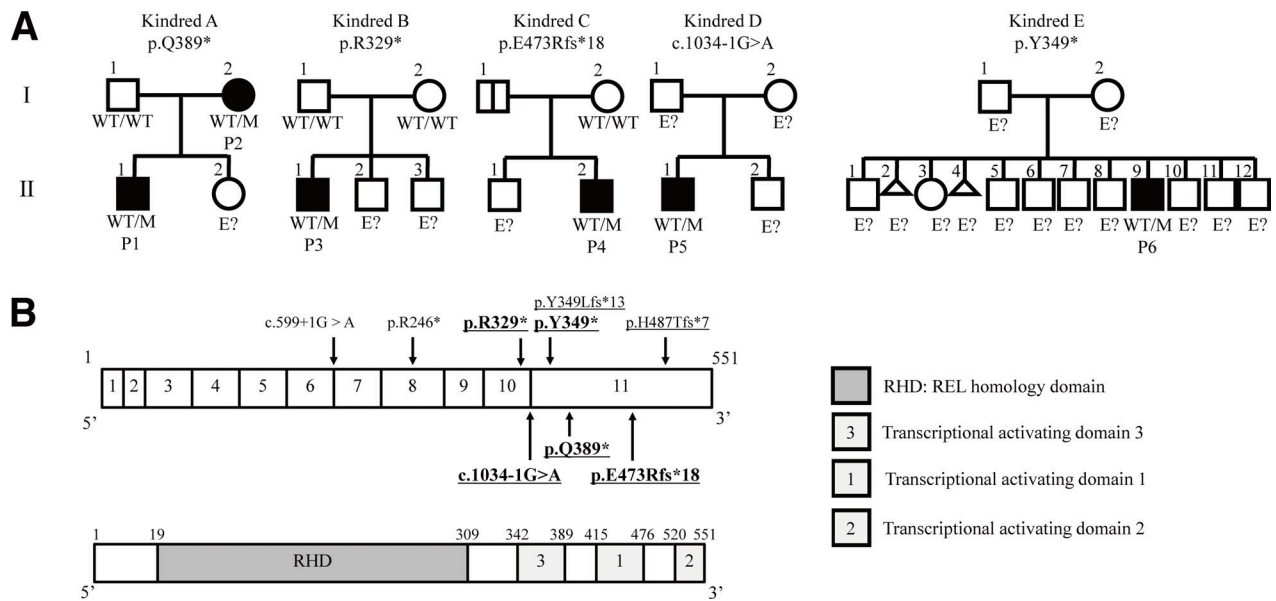 A
Kindred A
p.Q389*
Kindred B
p.R329*
Kindred C
p.E473Rfs*18
Kindred D
c.1034-1G>A
Kindred E
p.Y349*
I
1 2 1 2 1 2 1 2 1 2
WT/WT WT/M WT/WT WT/WT WT/WT E? E? E? E?
P2
II
1 2 1 2 3 1 2 1 2 1 2 3 4 5 6 7 8 9 10 11 12
WT/M E? WT/M E? E? E? WT/M WT/M E? E? E? E? E? E? E? E? E? WT/M E? E? E?
P1 P3 P4 P5 P6
B
p.Y349Lfs*13
c.599+1G > A p.R246* p.R329* p.Y349* p.H487Tfs*7
1 551
1 2 3 4 5 6 7 8 9 10 11
5’ 3’
p.Q389*
c.1034-1G>A p.E473Rfs*18
1 19 309 342 389 415 476 520 551
RHD 3 1 2
5’ 3’
RHD: REL homology domain
3 Transcriptional activating domain 3
1 Transcriptional activating domain 1
2 Transcriptional activating domain 2